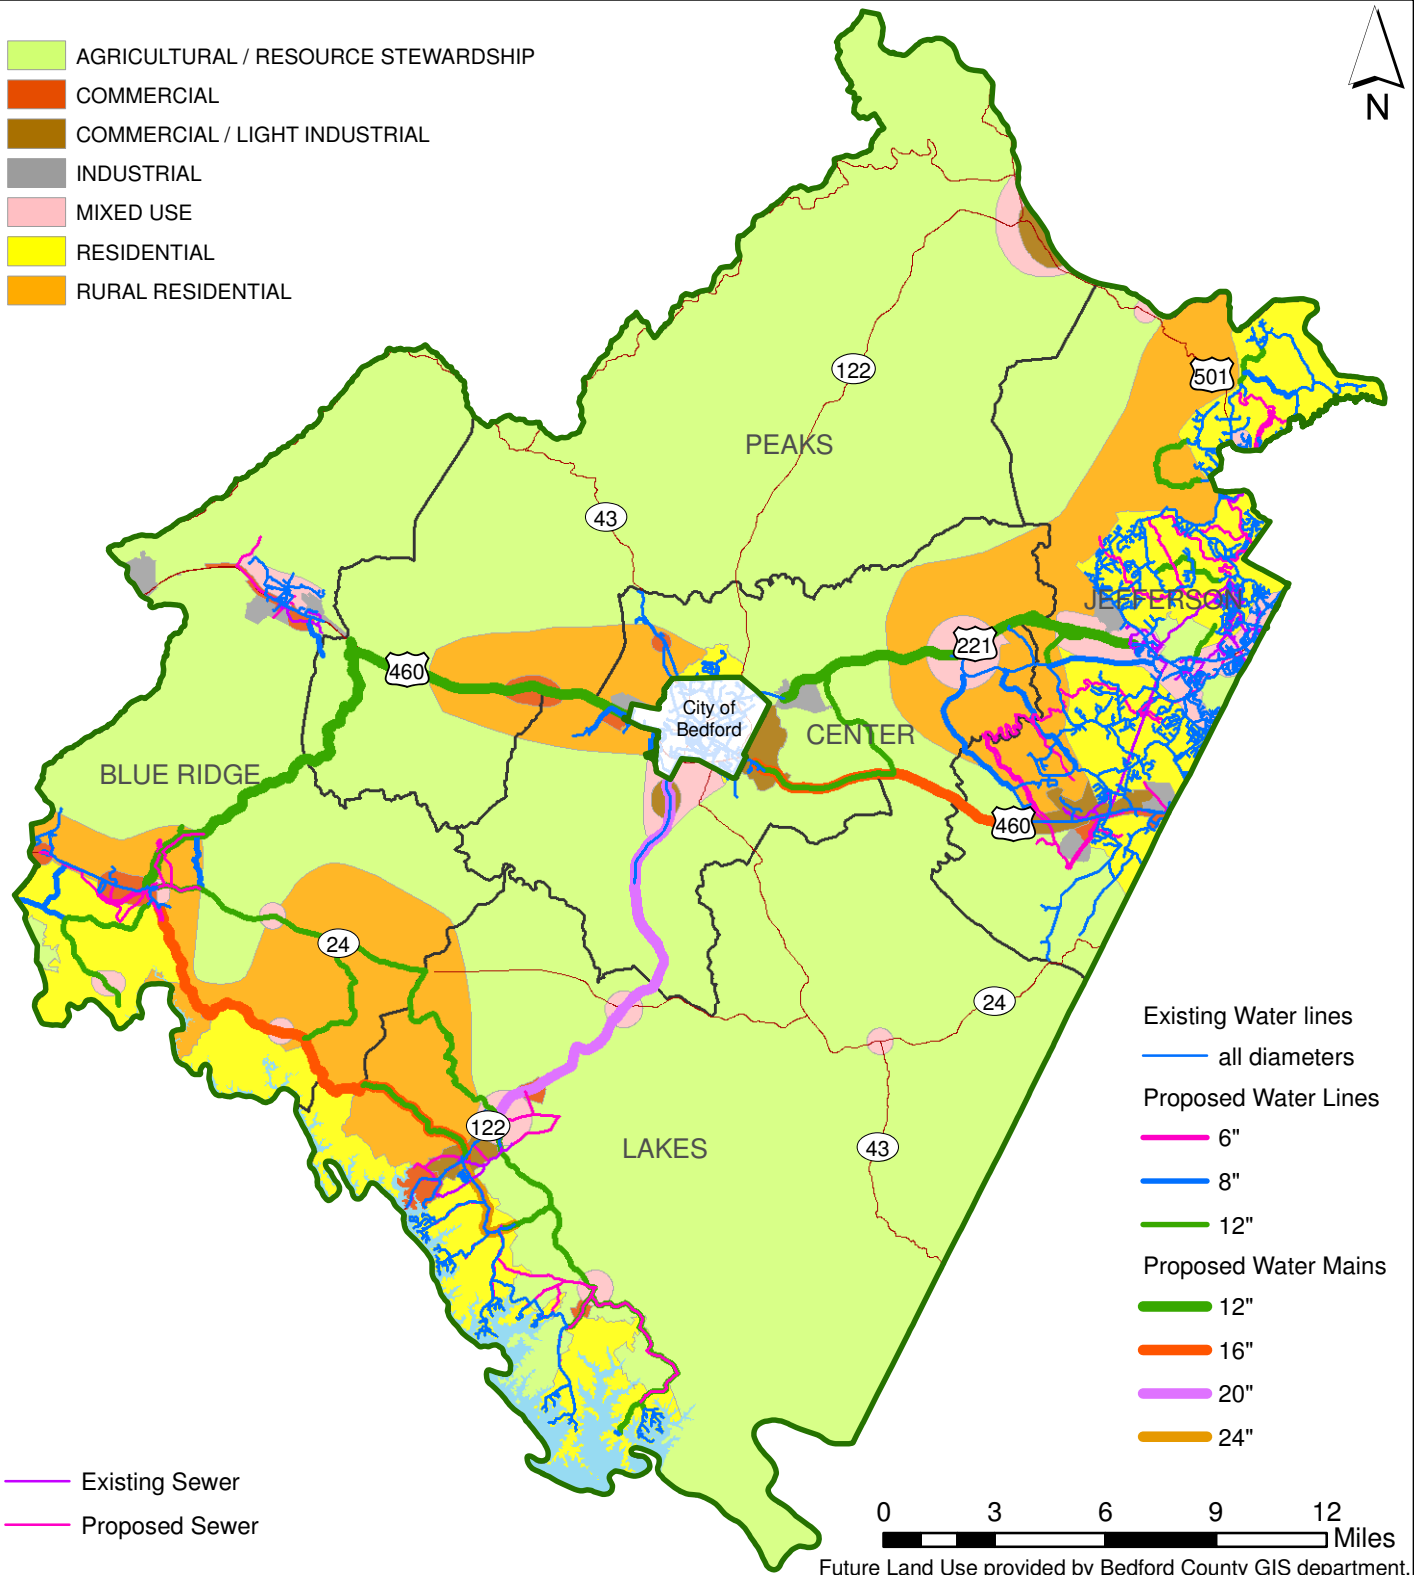 AGRICULTURAL / RESOURCE STEWARDSHIP
COMMERCIAL
COMMERCIAL / LIGHT INDUSTRIAL
INDUSTRIAL
MIXED USE
RESIDENTIAL
RURAL RESIDENTIAL
N
501
122
PEAKS
43
JEFFERSON
221
460
City of
Bedford
CENTER
BLUE RIDGE
460
24
24
122
LAKES
43
Existing Water lines
all diameters
Proposed Water Lines
6"
8"
12"
Proposed Water Mains
12"
16"
20"
24"
Existing Sewer
Proposed Sewer
0 3 6 9 12
Miles
Future Land Use provided by Bedford County GIS department.